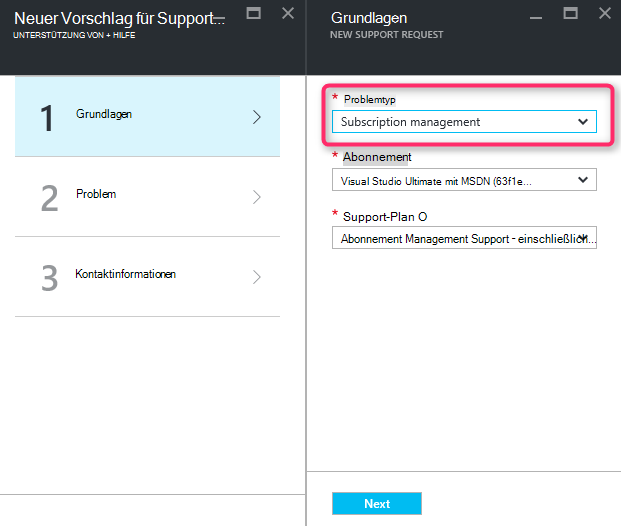 Neuer Vorschlag für Support...
UNTERSTÜTZUNG VON + HILFE
1 Grundlagen
2 Problem
3 Kontaktinformationen
Grundlagen
NEW SUPPORT REQUEST
* Problemtyp
Subscription management
* Abonnement
Visual Studio Ultimate mit MSDN (63f1e...
* Support-Plan O
Abonnement Management Support - einschließlich...
Next